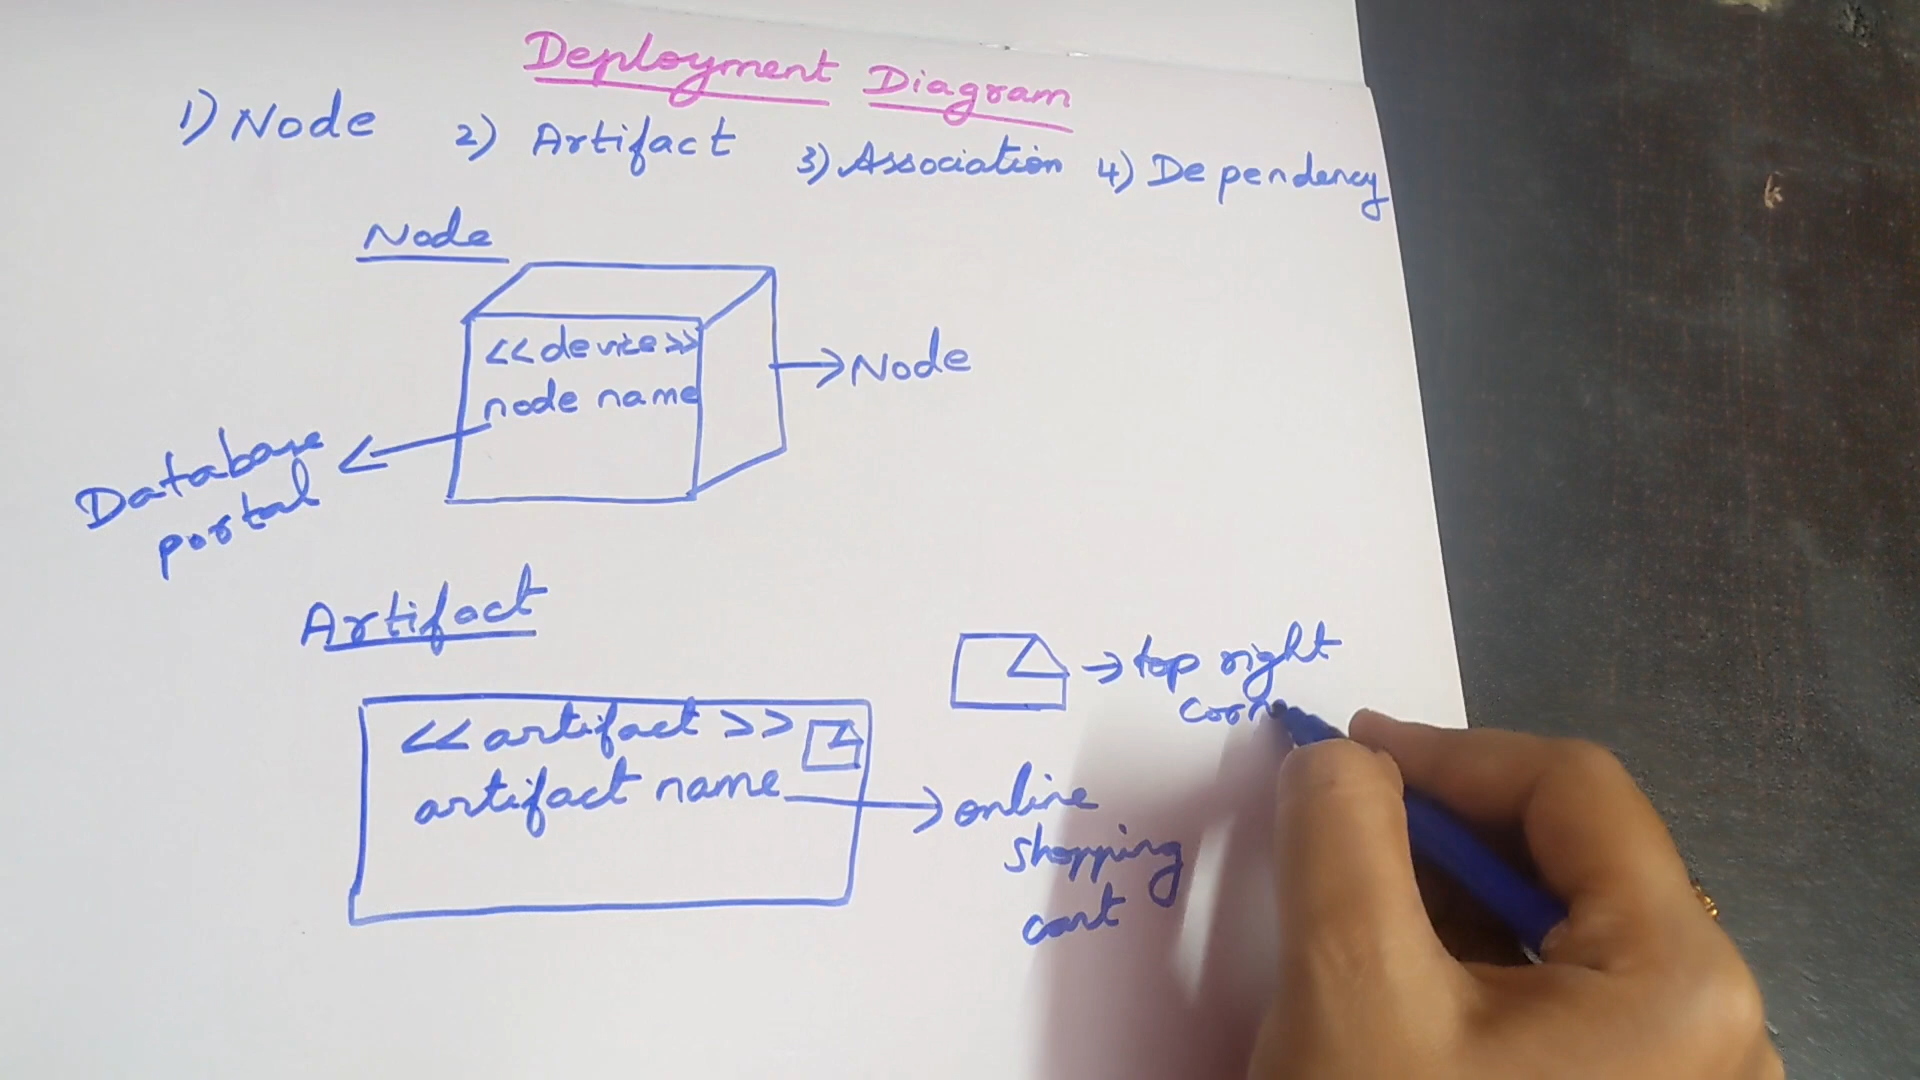 Deployment Diagram
1) Node 2) Artifact 3) Association 4) Dependency
Node
<<device>>
node name
Node
Database
portal
Artifact
top right
corn
<<artifact>>
artifact name
online
shopping
cart